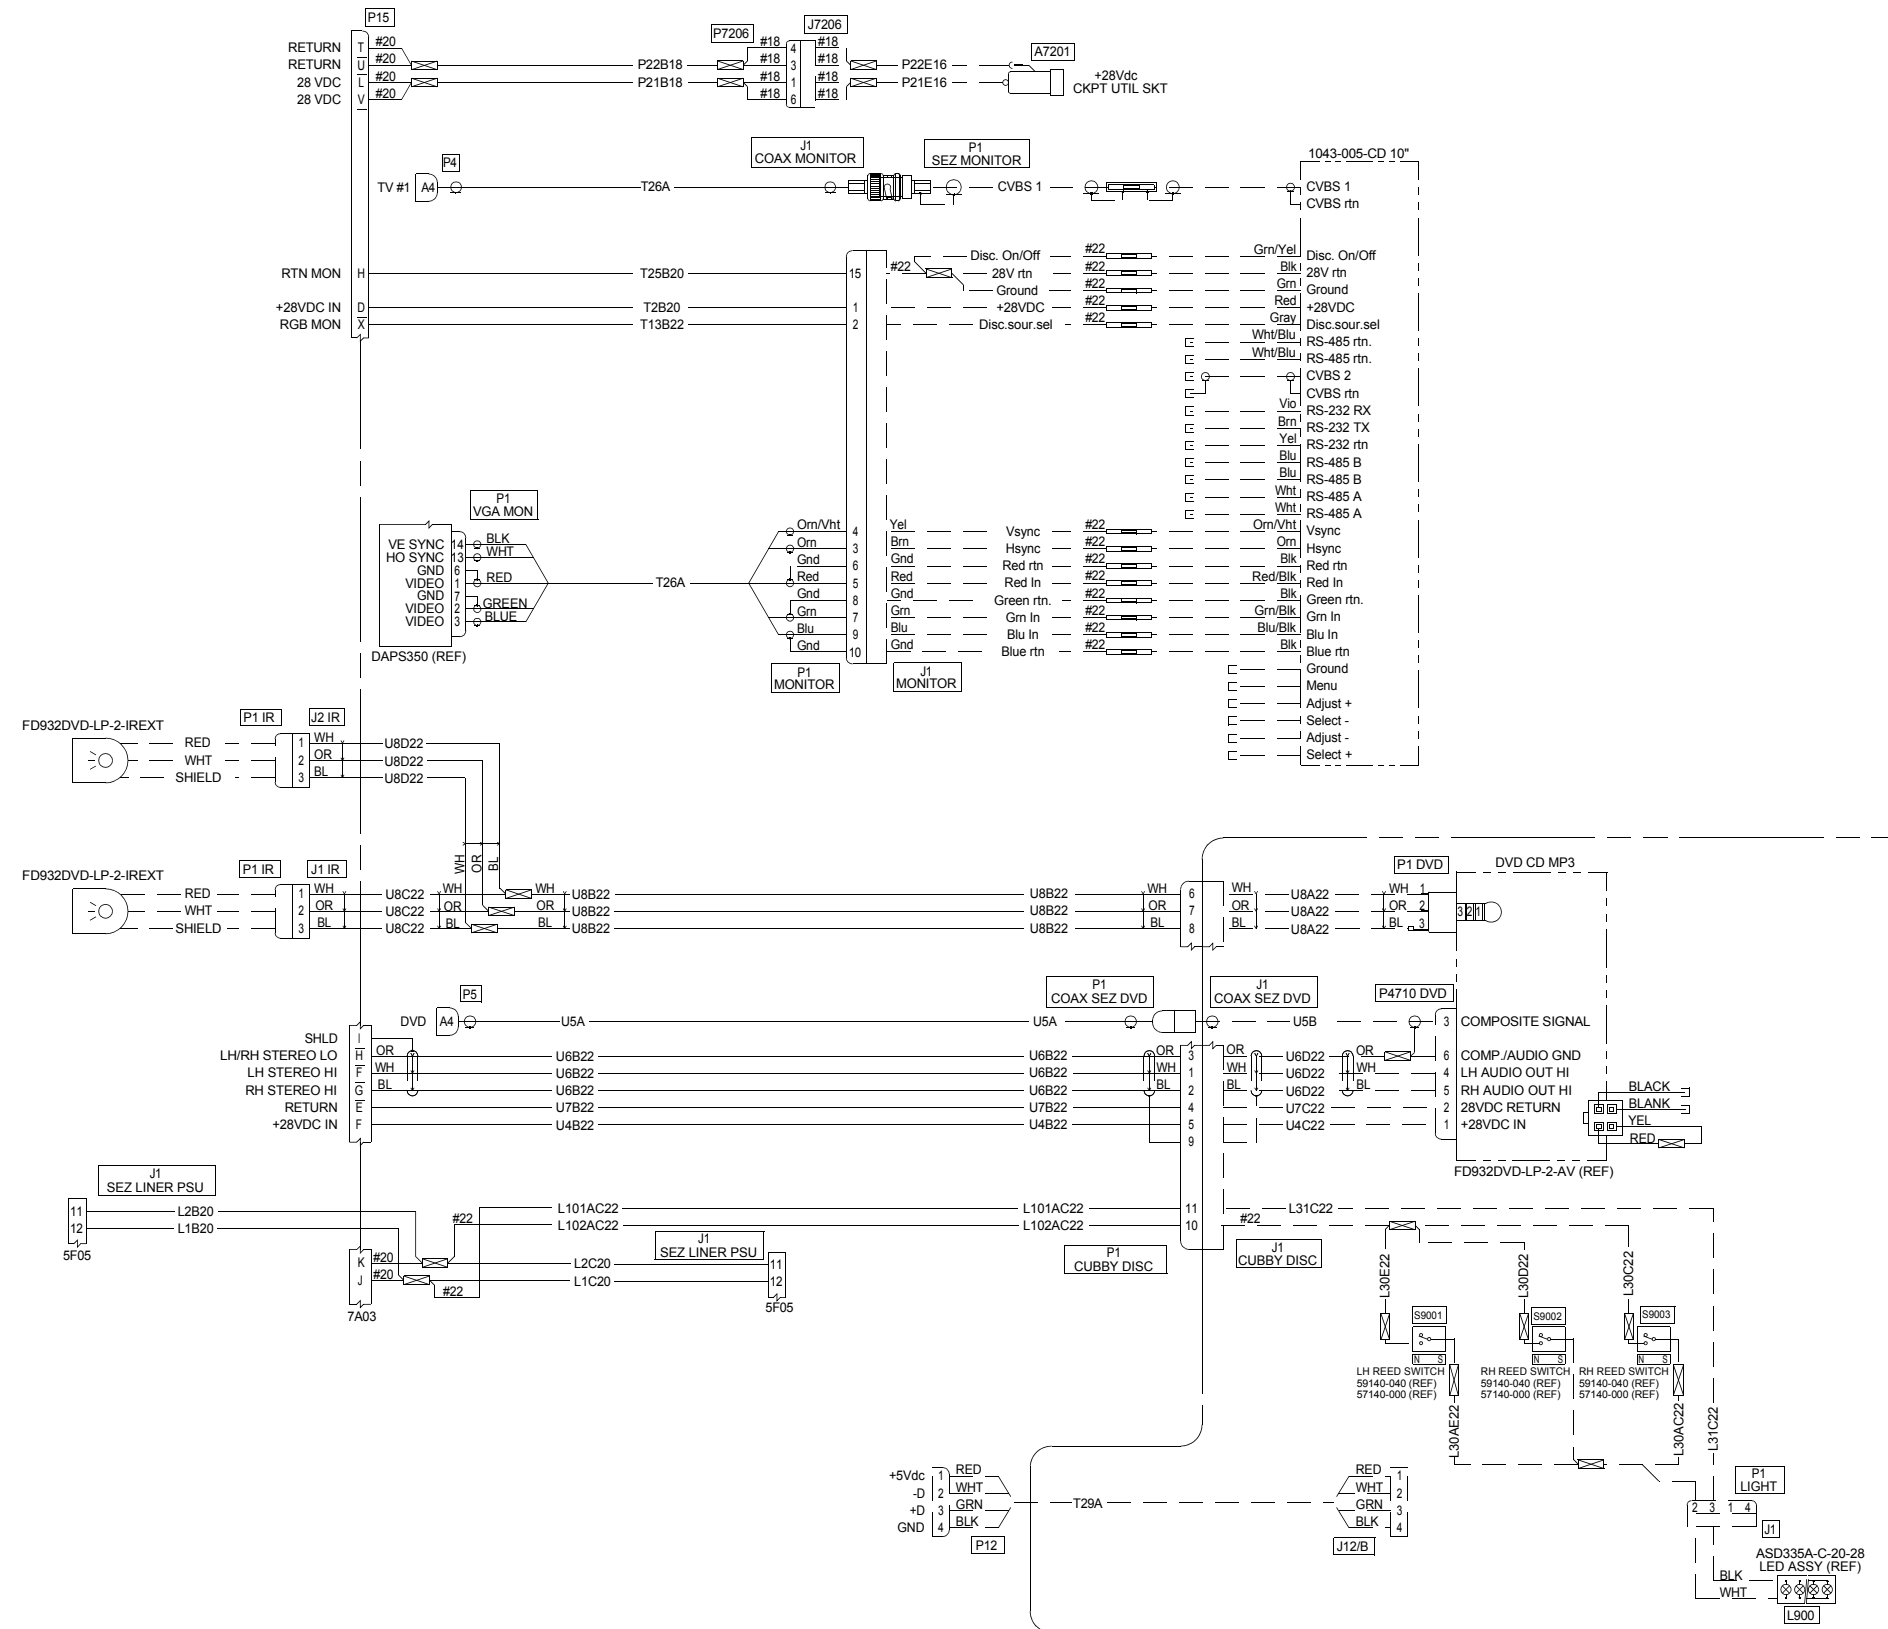 P15
P7206
J7206
A7201
RETURN T #20
RETURN U #20 P22B18 #18 4 #18
#18 3 #18 P22E16
28 VDC L #20 P21B18 #18 1 #18 P21E16
28 VDC V #20 #18 6 #18
+28Vdc
CKPT UTIL SKT
J1
COAX MONITOR
P1
SEZ MONITOR
1043-005-CD 10"
P4
TV #1 A4 T26A CVBS 1 CVBS 1
CVBS rtn
Disc. On/Off #22 Grn/Yel Disc. On/Off
RTN MON H T25B20 15 #22 28V rtn #22 Blk 28V rtn
Ground #22 Grn Ground
+28VDC IN D T2B20 1 +28VDC #22 Red +28VDC
RGB MON X T13B22 2 Disc.sour.sel #22 Gray Disc.sour.sel
Wht/Blu RS-485 rtn.
Wht/Blu RS-485 rtn.
CVBS 2
CVBS rtn
Vio RS-232 RX
Brn RS-232 TX
Yel RS-232 rtn
Blu RS-485 B
Blu RS-485 B
Wht RS-485 A
Wht RS-485 A
P1
VGA MON
Orn/Vht 4 Yel Vsync #22 Orn/Vht Vsync
Orn 3 Brn Hsync #22 Orn Hsync
Gnd 6 Gnd Red rtn #22 Blk Red rtn
Red 5 Red Red In #22 Red/Blk Red In
Gnd 8 Gnd Green rtn. #22 Blk Green rtn.
Grn 7 Grn Grn In #22 Grn/Blk Grn In
Blu 9 Blu Blu In #22 Blu/Blk Blu In
Gnd 10 Gnd Blue rtn #22 Blk Blue rtn
VE SYNC 14 BLK
HO SYNC 13 WHT
GND 6
VIDEO 1 RED T26A
GND 7
VIDEO 2 GREEN
VIDEO 3 BLUE
DAPS350 (REF)
P1
MONITOR
J1
MONITOR
Ground
Menu
Adjust +
Select -
Adjust -
Select +
FD932DVD-LP-2-IREXT
P1 IR
J2 IR
RED 1 WH U8D22
WHT 2 OR U8D22
SHIELD 3 BL U8D22
WH
OR
BL
FD932DVD-LP-2-IREXT
P1 IR
J1 IR
P1 DVD
DVD CD MP3
RED 1 WH U8C22 WH WH U8B22 U8B22 WH 6 WH U8A22 WH 1
WHT 2 OR U8C22 OR OR U8B22 U8B22 OR 7 OR U8A22 OR 2 3 2 1
SHIELD 3 BL U8C22 BL BL U8B22 U8B22 BL 8 BL U8A22 BL 3
P5
P1
COAX SEZ DVD
J1
COAX SEZ DVD
P4710 DVD
DVD A4 U5A U5A U5B 3 COMPOSITE SIGNAL
SHLD I
LH/RH STEREO LO H OR U6B22 U6B22 OR 3 OR U6D22 OR 6 COMP./AUDIO GND
LH STEREO HI F WH U6B22 U6B22 WH 1 WH U6D22 WH 4 LH AUDIO OUT HI
RH STEREO HI G BL U6B22 U6B22 BL 2 BL U6D22 BL 5 RH AUDIO OUT HI
RETURN E U7B22 U7B22 4 U7C22 2 28VDC RETURN
+28VDC IN F U4B22 U4B22 5 U4C22 1 +28VDC IN
9
BLACK
BLANK
YEL
RED
FD932DVD-LP-2-AV (REF)
J1
SEZ LINER PSU
11 L2B20
12 L1B20
5F05
L101AC22 L101AC22 11 L31C22
#22 L102AC22 L102AC22 10 #22
J1
SEZ LINER PSU
P1
CUBBY DISC
J1
CUBBY DISC
K #20 L2C20 11
J #20 L1C20 12
#22
7A03
5F05
L30E22
L30D22
L30C22
S9001
S9002
S9003
N S
N S
N S
LH REED SWITCH
59140-040 (REF)
57140-000 (REF)
RH REED SWITCH
59140-040 (REF)
57140-000 (REF)
RH REED SWITCH
59140-040 (REF)
57140-000 (REF)
L30AE22
L30AC22
L31C22
+5Vdc 1 RED RED 1
-D 2 WHT WHT 2
+D 3 GRN T29A GRN 3
GND 4 BLK BLK 4
P12
J12/B
P1
LIGHT
2 3 1 4
J1
ASD335A-C-20-28
LED ASSY (REF)
BLK
WHT
L900